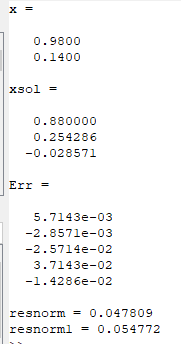 x =
0.9800
0.1400
xsol =
0.880000
0.254286
-0.028571
Err =
5.7143e-03
-2.8571e-03
-2.5714e-02
3.7143e-02
-1.4286e-02
resnorm = 0.047809
resnorm1 = 0.054772
>>